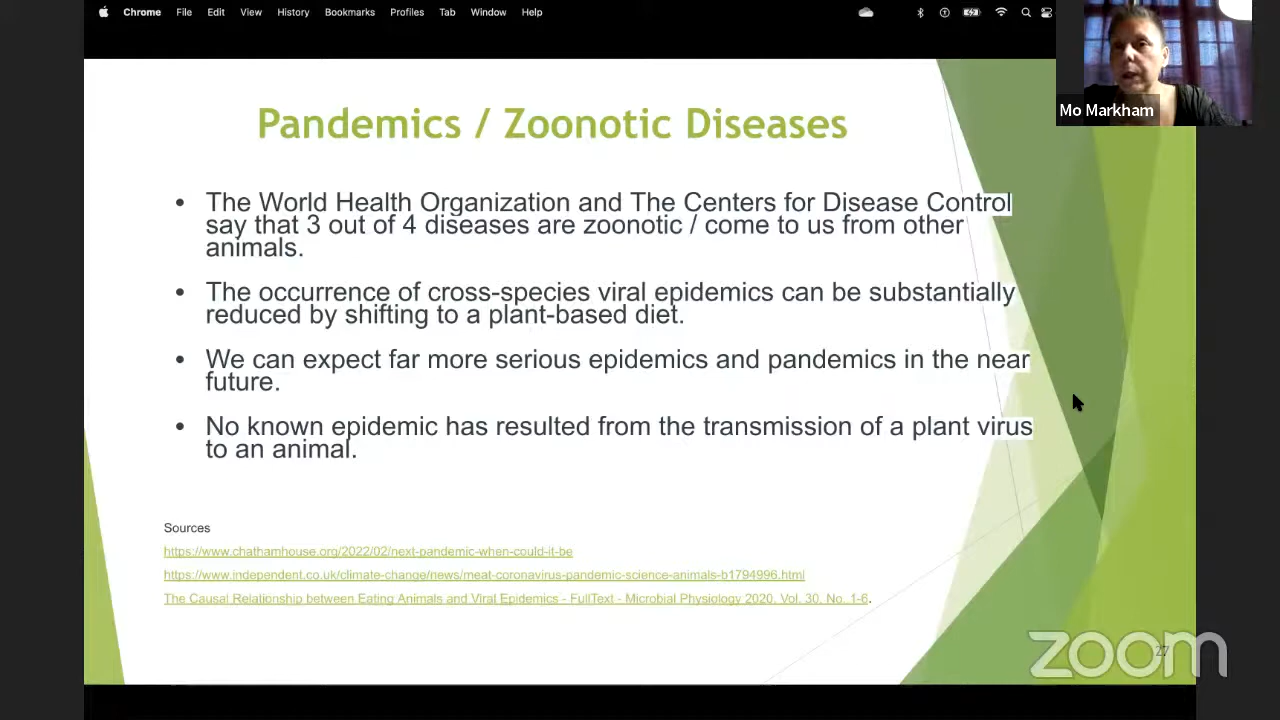 Chrome File Edit View History Bookmarks Profiles Tab Window Help
Mo Markham
Pandemics / Zoonotic Diseases
• The World Health Organization and The Centers for Disease Control
say that 3 out of 4 diseases are zoonotic / come to us from other
animals.
• The occurrence of cross-species viral epidemics can be substantially
reduced by shifting to a plant-based diet.
• We can expect far more serious epidemics and pandemics in the near
future.
• No known epidemic has resulted from the transmission of a plant virus
to an animal.
Sources
https://www.chathamhouse.org/2022/02/next-pandemic-when-could-it-be
https://www.independent.co.uk/climate-change/news/meat-coronavirus-pandemic-science-animals-b1794996.html
The Causal Relationship between Eating Animals and Viral Epidemics - FullText - Microbial Physiology 2020, Vol. 30, No. 1-6.
27
zoom